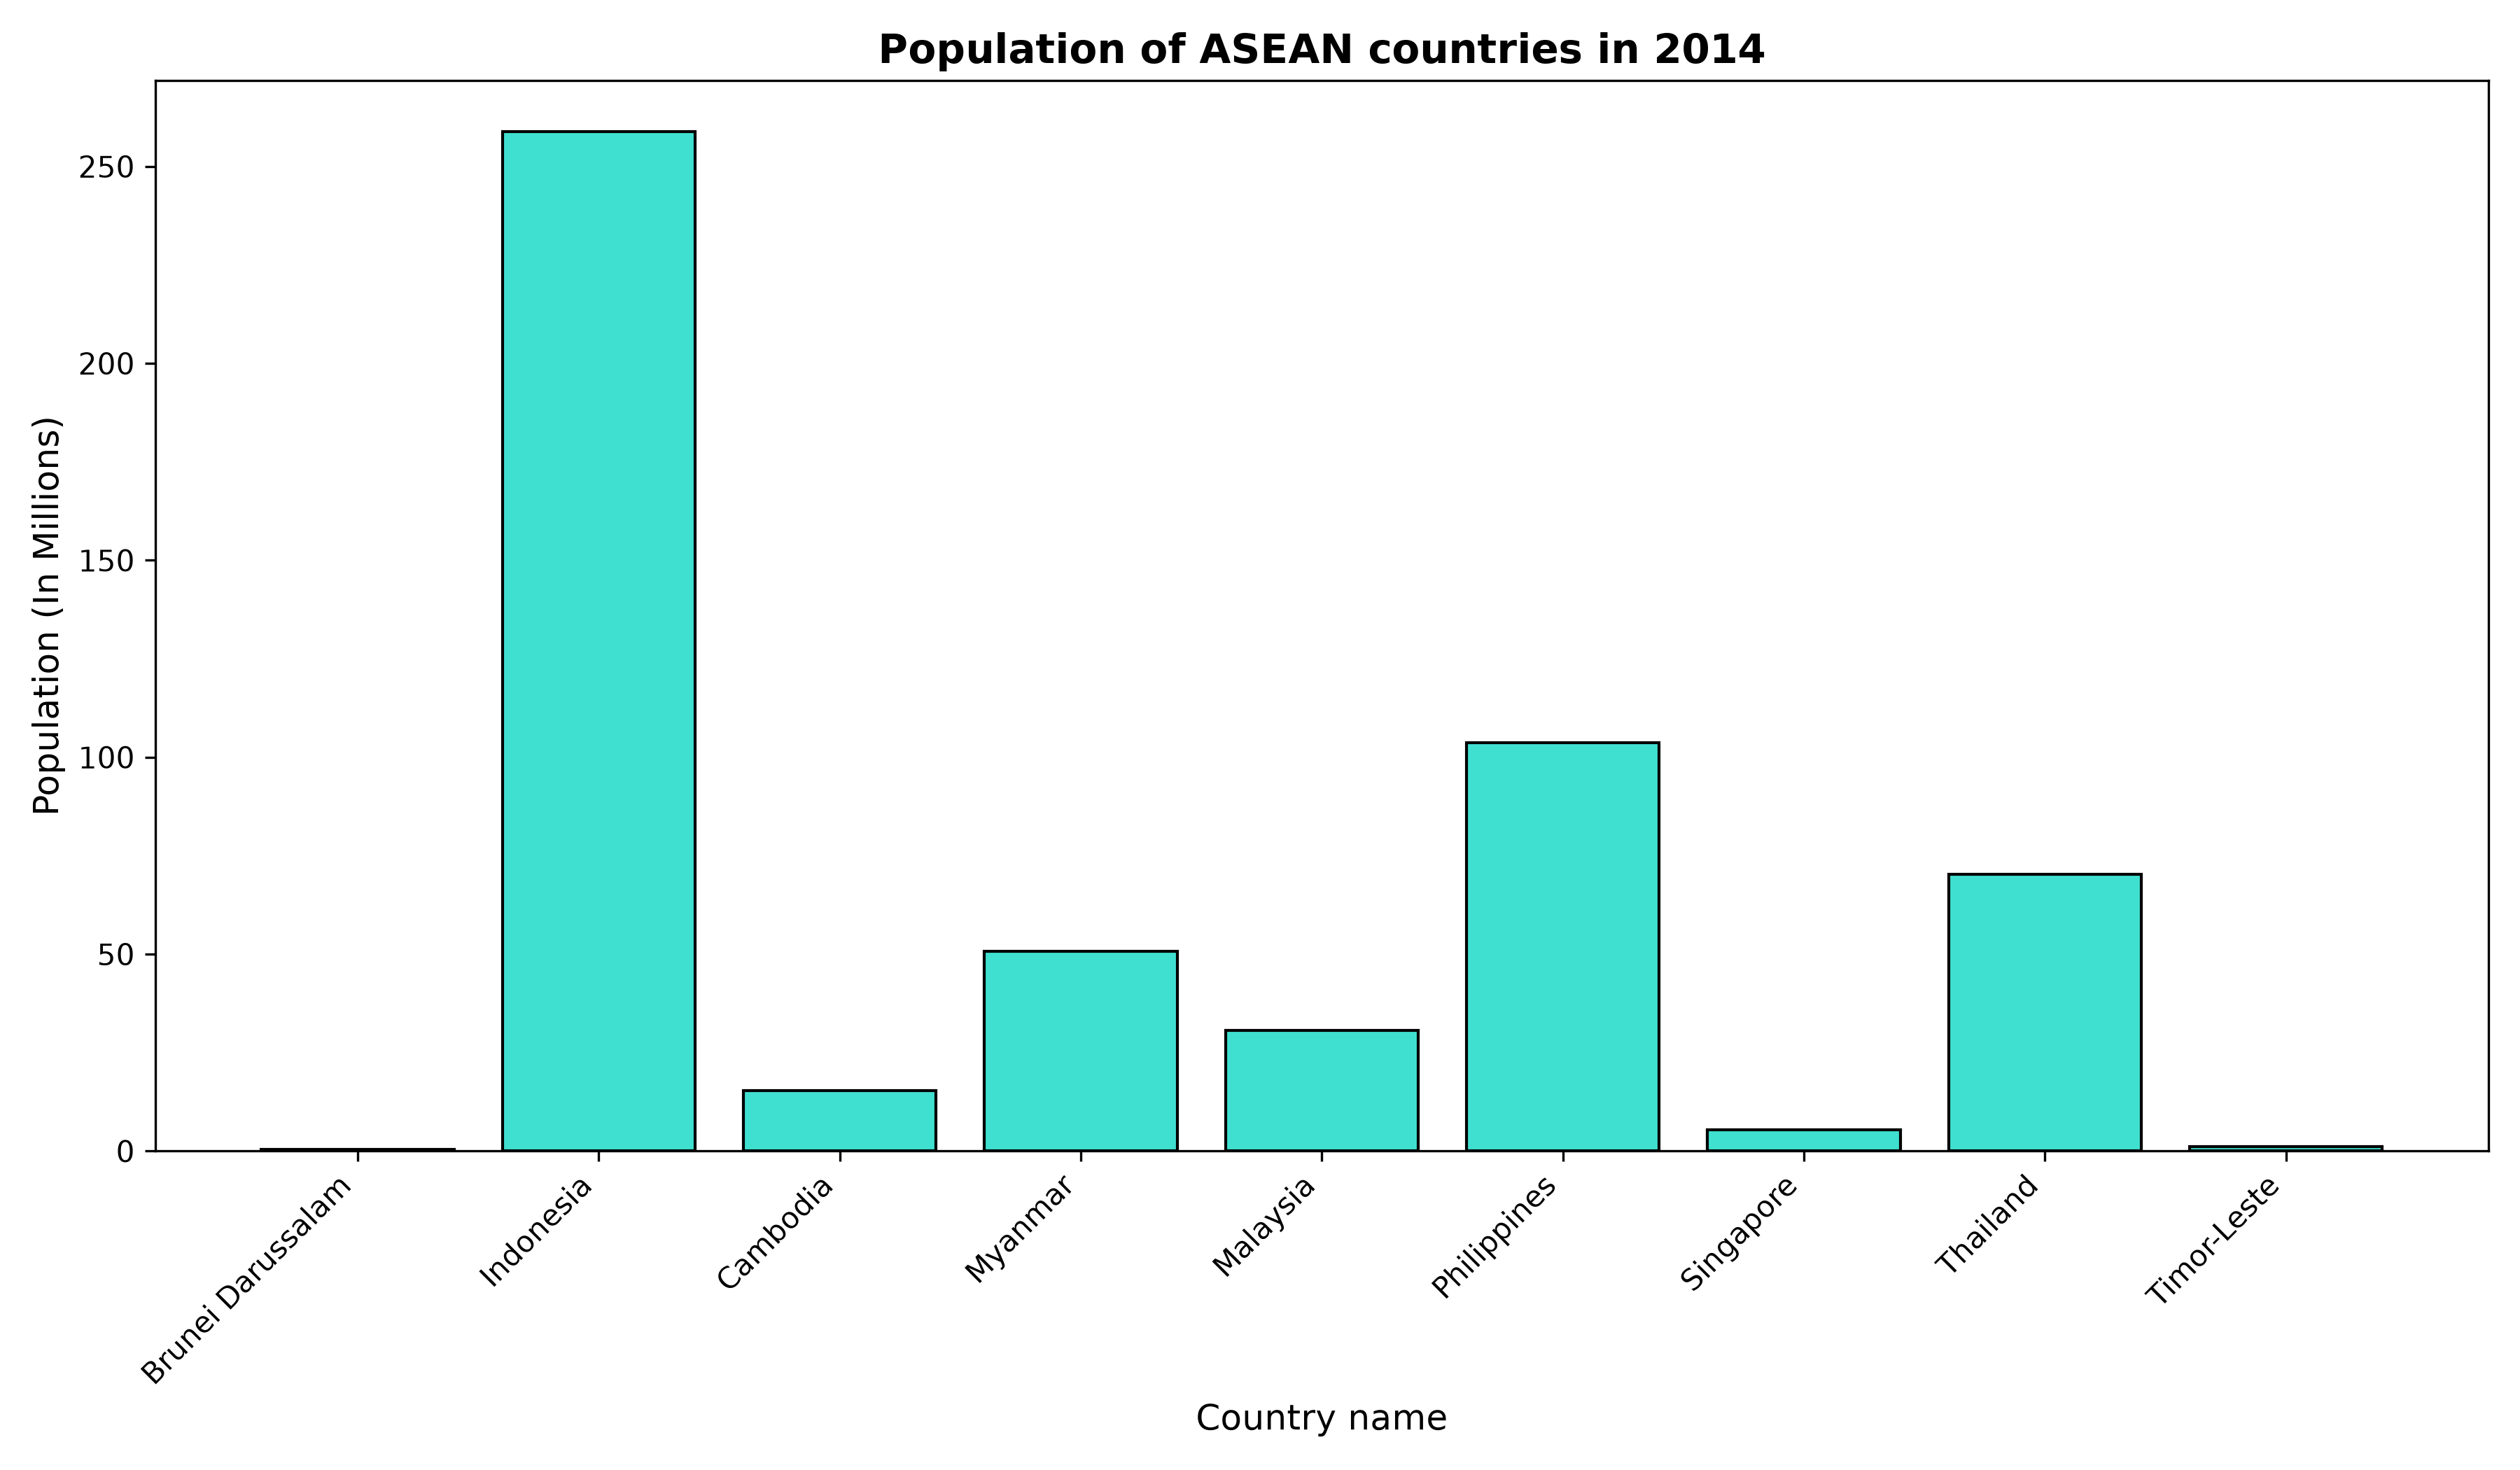 Population of ASEAN countries in 2014
Population (In Millions)
250
200
150
100
50
0
Brunei Darussalam
Indonesia
Cambodia
Myanmar
Malaysia
Philippines
Singapore
Thailand
Timor-Leste
Country name